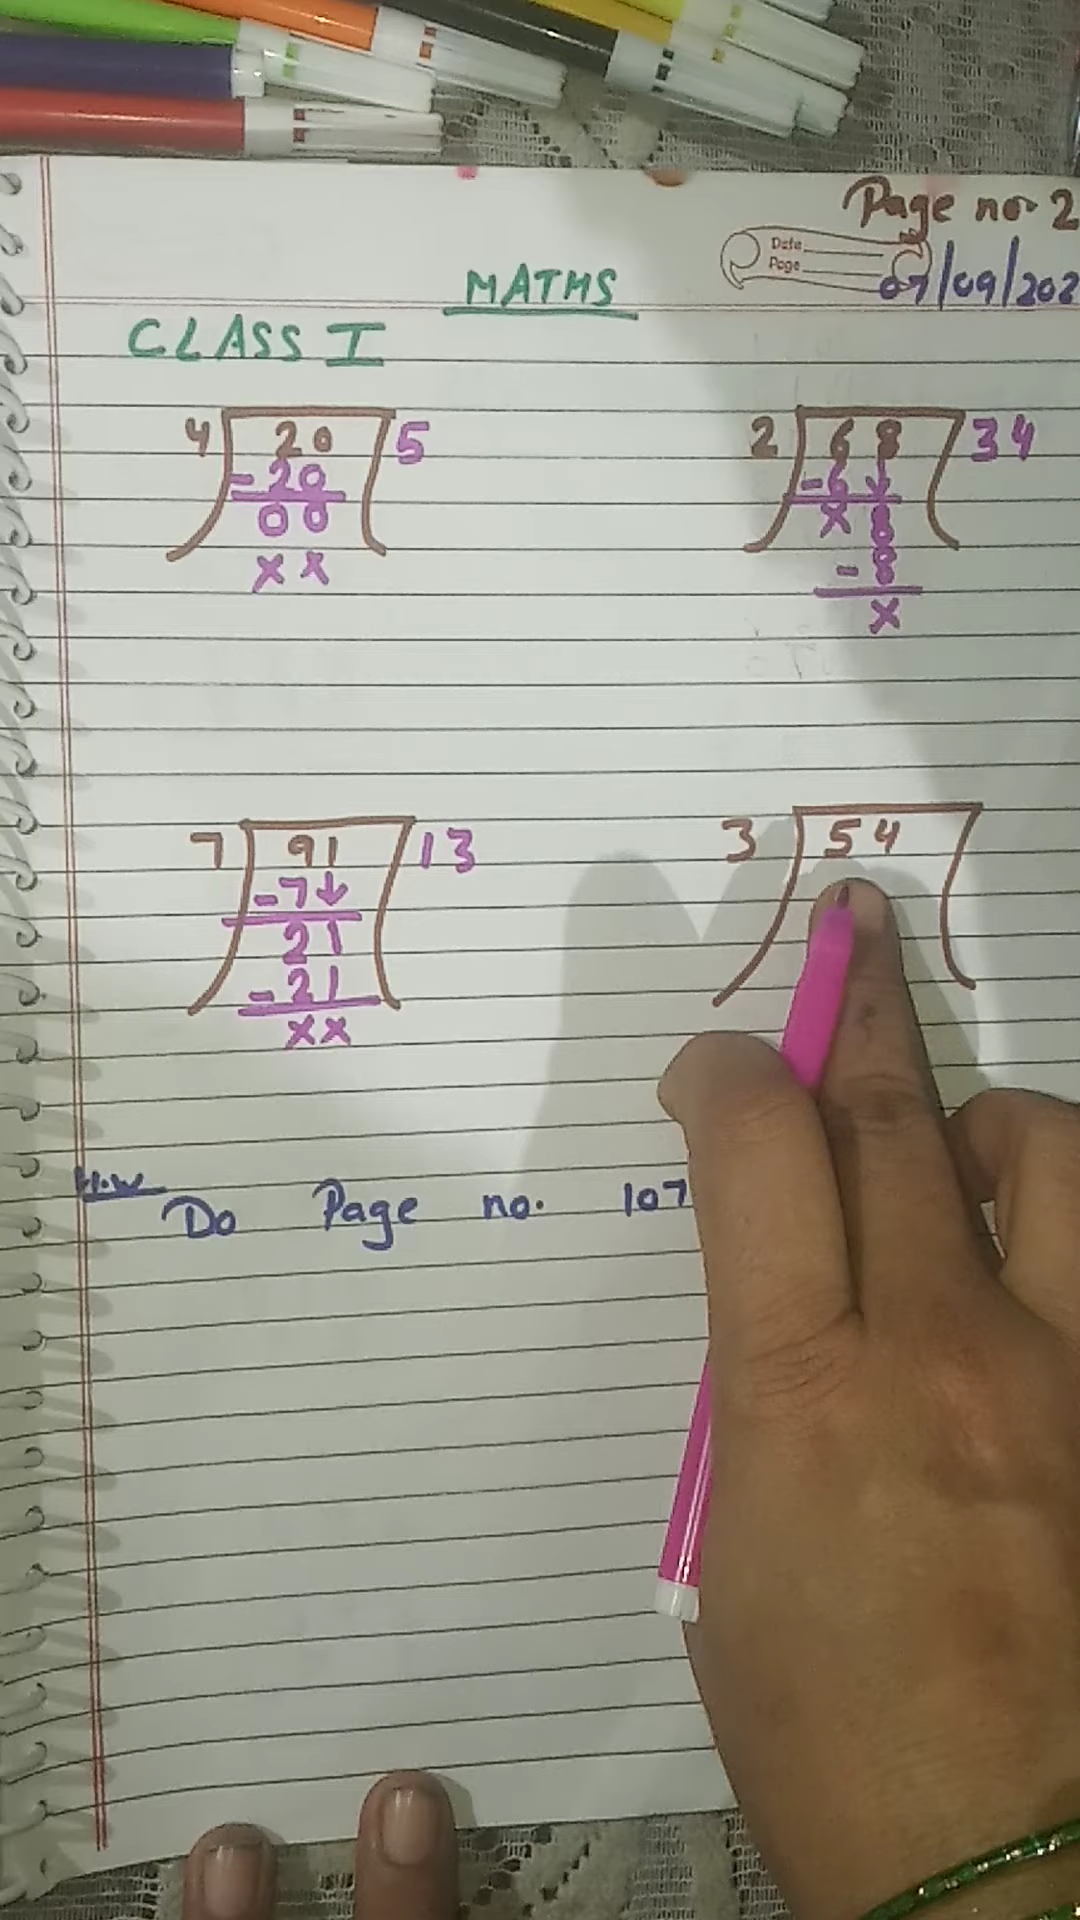 Page no. 2
Date
Page
07/09/202
MATHS
CLASS I
4 20 5
-20
00
x x
2 68 34
-6↓
x 8
-8
x
7 91 13
-7↓
21
-21
xx
3 54
H.W
Do Page no. 107